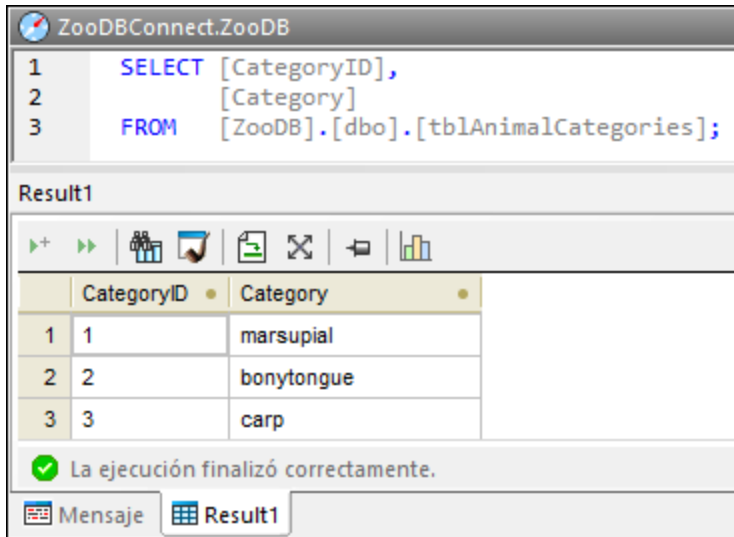 ZooDBConnect.ZooDB
1 SELECT [CategoryID],
2 [Category]
3 FROM [ZooDB].[dbo].[tblAnimalCategories];
Result1
CategoryID Category
1 1 marsupial
2 2 bonytongue
3 3 carp
La ejecución finalizó correctamente.
Mensaje Result1